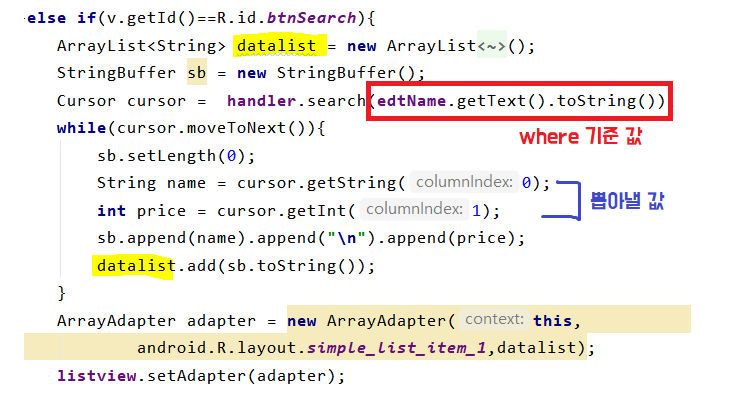 else if(v.getId()==R.id.btnSearch){
ArrayList<String> datalist = new ArrayList<~>();
StringBuffer sb = new StringBuffer();
Cursor cursor =  handler.search(edtName.getText().toString())
where 기준 값
while(cursor.moveToNext()){
sb.setLength(0);
String name = cursor.getString( columnIndex: 0);
뽑아낼 값
int price = cursor.getInt( columnIndex: 1);
sb.append(name).append("\n").append(price);
datalist.add(sb.toString());
}
ArrayAdapter adapter = new ArrayAdapter( context: this,
android.R.layout.simple_list_item_1,datalist);
listview.setAdapter(adapter);